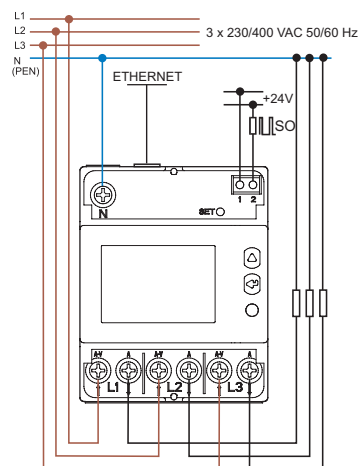 L1
L2
L3
3 x 230/400 VAC 50/60 Hz
N
(PEN)
ETHERNET
+24V
SO
1 2
N
SET
A-V A A-V A A-V A
L1 L2 L3